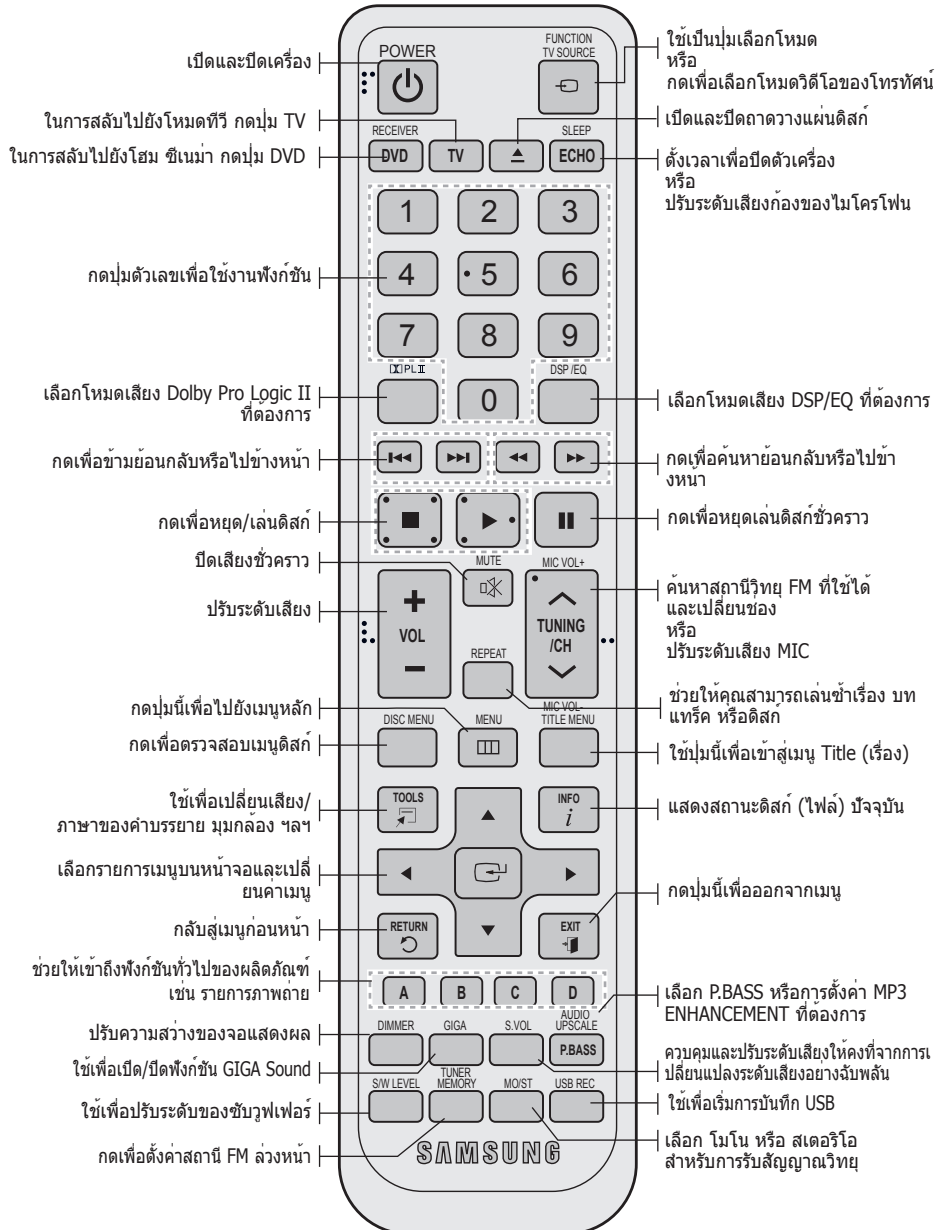 POWER
FUNCTION
TV SOURCE
เปิดและปิดเครื่อง
ใช้เป็นปุ่มเลือกโหมด
หรือ
กดเพื่อเลือกโหมดวิดีโอของโทรทัศน์
ในการสลับไปยังโหมดทีวี กดปุ่ม TV
RECEIVER
SLEEP
เปิดและปิดถาดวางแผ่นดิสก์
ในการสลับไปยังโฮม ซีเนม่า กดปุ่ม DVD
DVD
TV
ECHO
ตั้งเวลาเพื่อปิดตัวเครื่อง
หรือ
ปรับระดับเสียงก้องของไมโครโฟน
1 2 3
กดปุ่มตัวเลขเพื่อใช้งานฟังก์ชัน
4 5 6
7 8 9
PL II
DSP /EQ
0
เลือกโหมดเสียง Dolby Pro Logic II
ที่ต้องการ
เลือกโหมดเสียง DSP/EQ ที่ต้องการ
กดเพื่อข้ามย้อนกลับหรือไปข้างหน้า
กดเพื่อค้นหาย้อนกลับหรือไปข้า
งหน้า
กดเพื่อหยุด/เล่นดิสก์
กดเพื่อหยุดเล่นดิสก์ชั่วคราว
ปิดเสียงชั่วคราว
MUTE
MIC VOL+
ปรับระดับเสียง
VOL
TUNING
/CH
ค้นหาสถานีวิทยุ FM ที่ใช้ได้
และเปลี่ยนช่อง
หรือ
ปรับระดับเสียง MIC
REPEAT
ช่วยให้คุณสามารถเล่นซ้ำเรื่อง บท
แทร็ค หรือดิสก์
กดปุ่มนี้เพื่อไปยังเมนูหลัก
MIC VOL-
DISC MENU
MENU
TITLE MENU
กดเพื่อตรวจสอบเมนูดิสก์
ใช้ปุ่มนี้เพื่อเข้าสู่เมนู Title (เรื่อง)
ใช้เพื่อเปลี่ยนเสียง/
ภาษาของคำบรรยาย มุมกล้อง ฯลฯ
TOOLS
INFO
i
แสดงสถานะดิสก์ (ไฟล์) ปัจจุบัน
เลือกรายการเมนูบนหน้าจอและเปลี่
ยนค่าเมนู
กดปุ่มนี้เพื่อออกจากเมนู
กลับสู่เมนูก่อนหน้า
RETURN
EXIT
ช่วยให้เข้าถึงฟังก์ชันทั่วไปของผลิตภัณฑ์
เช่น รายการภาพถ่าย
A B C D
เลือก P.BASS หรือการตั้งค่า MP3
ENHANCEMENT ที่ต้องการ
ปรับความสว่างของจอแสดงผล
DIMMER
GIGA
S.VOL
AUDIO
UPSCALE
P.BASS
ควบคุมและปรับระดับเสียงให้คงที่จากการเ
ปลี่ยนแปลงระดับเสียงอย่างฉับพลัน
ใช้เพื่อเปิด/ปิดฟังก์ชัน GIGA Sound
S/W LEVEL
TUNER
MEMORY
MO/ST
USB REC
ใช้เพื่อเริ่มการบันทึก USB
ใช้เพื่อปรับระดับของซับวูฟเฟอร์
เลือก โมโน หรือ สเตอริโอ
สำหรับการรับสัญญาณวิทยุ
กดเพื่อตั้งค่าสถานี FM ล่วงหน้า
SAMSUNG